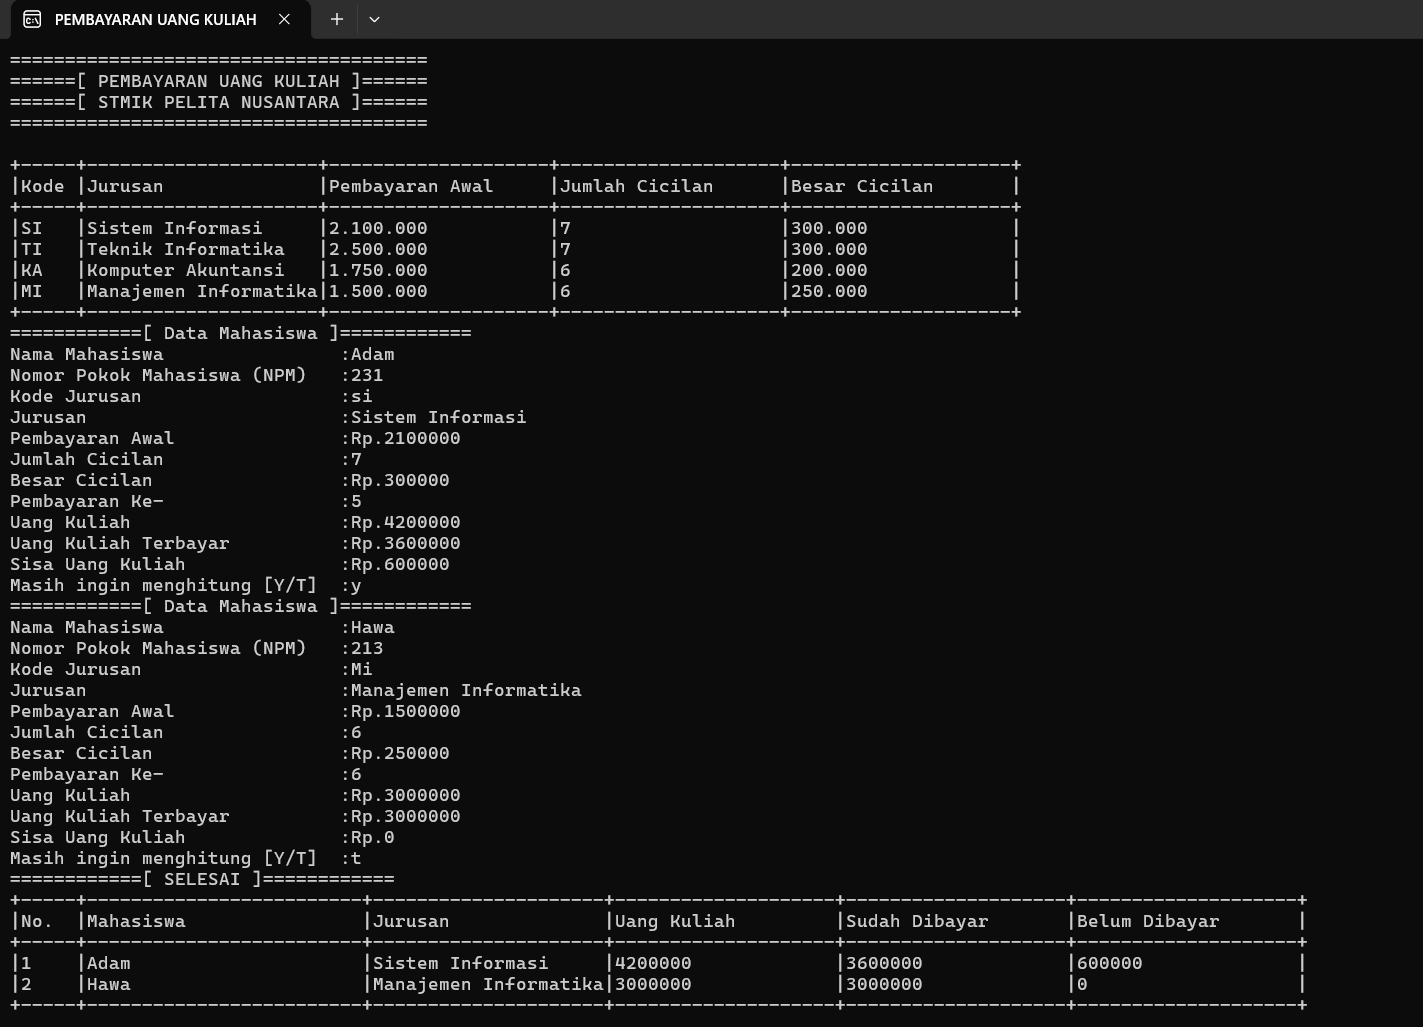 PEMBAYARAN UANG KULIAH
======================================
======[ PEMBAYARAN UANG KULIAH ]======
======[ STMIK PELITA NUSANTARA ]======
======================================
+-----+---------------------+--------------------+--------------------+--------------------+
|Kode |Jurusan              |Pembayaran Awal     |Jumlah Cicilan      |Besar Cicilan       |
+-----+---------------------+--------------------+--------------------+--------------------+
|SI   |Sistem Informasi     |2.100.000           |7                   |300.000             |
|TI   |Teknik Informatika   |2.500.000           |7                   |300.000             |
|KA   |Komputer Akuntansi   |1.750.000           |6                   |200.000             |
|MI   |Manajemen Informatika|1.500.000           |6                   |250.000             |
+-----+---------------------+--------------------+--------------------+--------------------+
============[ Data Mahasiswa ]============
Nama Mahasiswa                :Adam
Nomor Pokok Mahasiswa (NPM)   :231
Kode Jurusan                  :si
Jurusan                       :Sistem Informasi
Pembayaran Awal               :Rp.2100000
Jumlah Cicilan                :7
Besar Cicilan                 :Rp.300000
Pembayaran Ke-                :5
Uang Kuliah                   :Rp.4200000
Uang Kuliah Terbayar          :Rp.3600000
Sisa Uang Kuliah              :Rp.600000
Masih ingin menghitung [Y/T]  :y
============[ Data Mahasiswa ]============
Nama Mahasiswa                :Hawa
Nomor Pokok Mahasiswa (NPM)   :213
Kode Jurusan                  :Mi
Jurusan                       :Manajemen Informatika
Pembayaran Awal               :Rp.1500000
Jumlah Cicilan                :6
Besar Cicilan                 :Rp.250000
Pembayaran Ke-                :6
Uang Kuliah                   :Rp.3000000
Uang Kuliah Terbayar          :Rp.3000000
Sisa Uang Kuliah              :Rp.0
Masih ingin menghitung [Y/T]  :t
============[ SELESAI ]============
+-----+-------------------------+---------------------+--------------------+--------------------+--------------------+
|No.  |Mahasiswa                |Jurusan              |Uang Kuliah         |Sudah Dibayar       |Belum Dibayar       |
+-----+-------------------------+---------------------+--------------------+--------------------+--------------------+
|1    |Adam                     |Sistem Informasi     |4200000             |3600000             |600000              |
|2    |Hawa                     |Manajemen Informatika|3000000             |3000000             |0                   |
+-----+-------------------------+---------------------+--------------------+--------------------+--------------------+